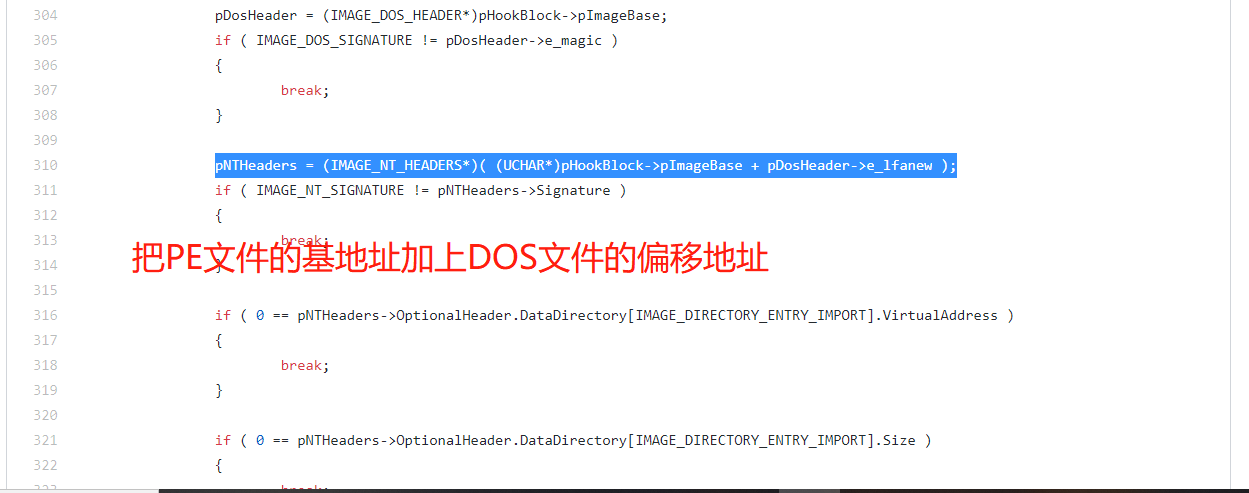 304 pDosHeader = (IMAGE_DOS_HEADER*)pHookBlock->pImageBase;
305 if ( IMAGE_DOS_SIGNATURE != pDosHeader->e_magic )
306 {
307 break;
308 }
309
310 pNTHeaders = (IMAGE_NT_HEADERS*)( (UCHAR*)pHookBlock->pImageBase + pDosHeader->e_lfanew );
311 if ( IMAGE_NT_SIGNATURE != pNTHeaders->Signature )
312 {
313 break;
把PE文件的基地址加上DOS文件的偏移地址
314 }
315
316 if ( 0 == pNTHeaders->OptionalHeader.DataDirectory[IMAGE_DIRECTORY_ENTRY_IMPORT].VirtualAddress )
317 {
318 break;
319 }
320
321 if ( 0 == pNTHeaders->OptionalHeader.DataDirectory[IMAGE_DIRECTORY_ENTRY_IMPORT].Size )
322 {